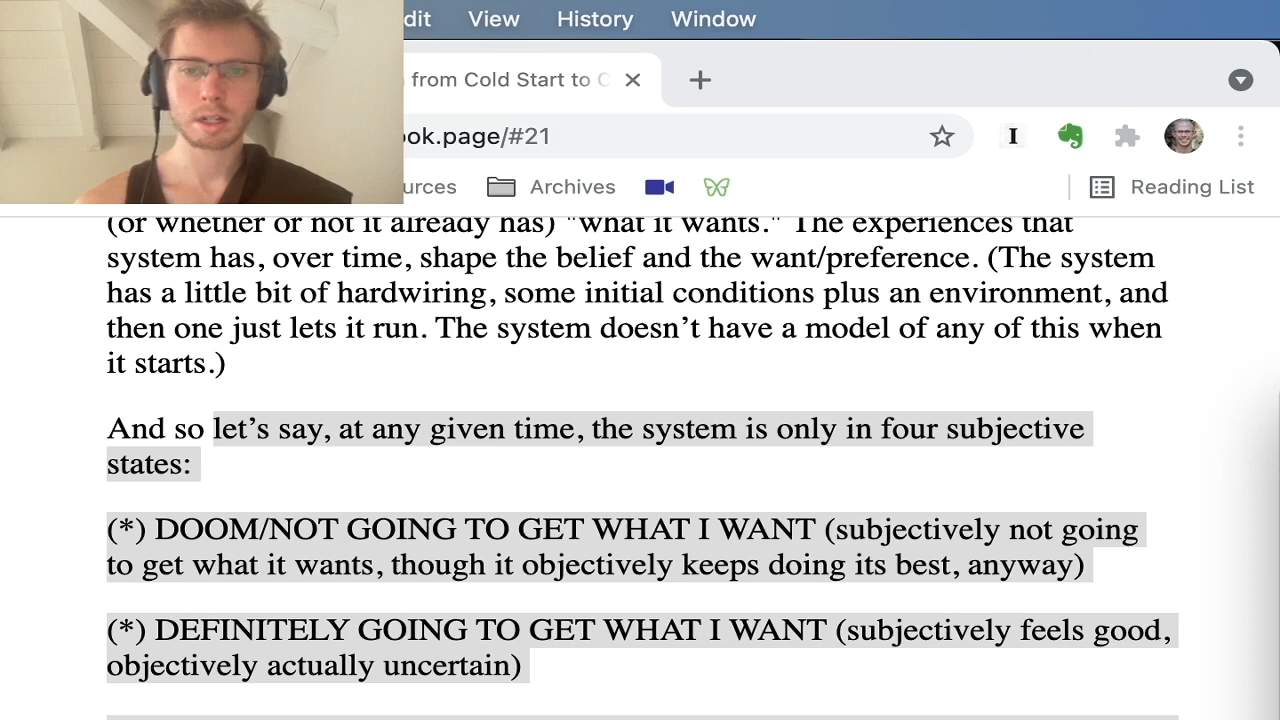 dit View History Window
from Cold Start to
ok.page/#21
urces Archives Reading List
(or whether or not it already has) "what it wants." The experiences that
system has, over time, shape the belief and the want/preference. (The system
has a little bit of hardwiring, some initial conditions plus an environment, and
then one just lets it run. The system doesn’t have a model of any of this when
it starts.)
And so let’s say, at any given time, the system is only in four subjective
states:
(*) DOOM/NOT GOING TO GET WHAT I WANT (subjectively not going
to get what it wants, though it objectively keeps doing its best, anyway)
(*) DEFINITELY GOING TO GET WHAT I WANT (subjectively feels good,
objectively actually uncertain)